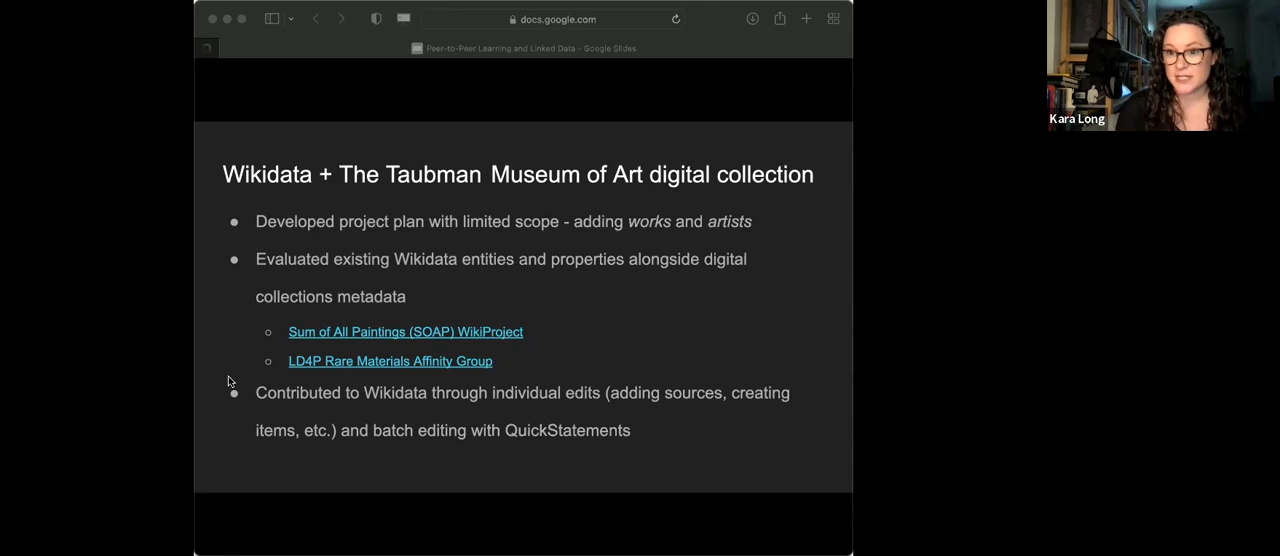 docs.google.com
Peer-to-Peer Learning and Linked Data - Google Slides
Kara Long
Wikidata + The Taubman Museum of Art digital collection
● Developed project plan with limited scope - adding works and artists
● Evaluated existing Wikidata entities and properties alongside digital
collections metadata
○ Sum of All Paintings (SOAP) WikiProject
○ LD4P Rare Materials Affinity Group
● Contributed to Wikidata through individual edits (adding sources, creating
items, etc.) and batch editing with QuickStatements